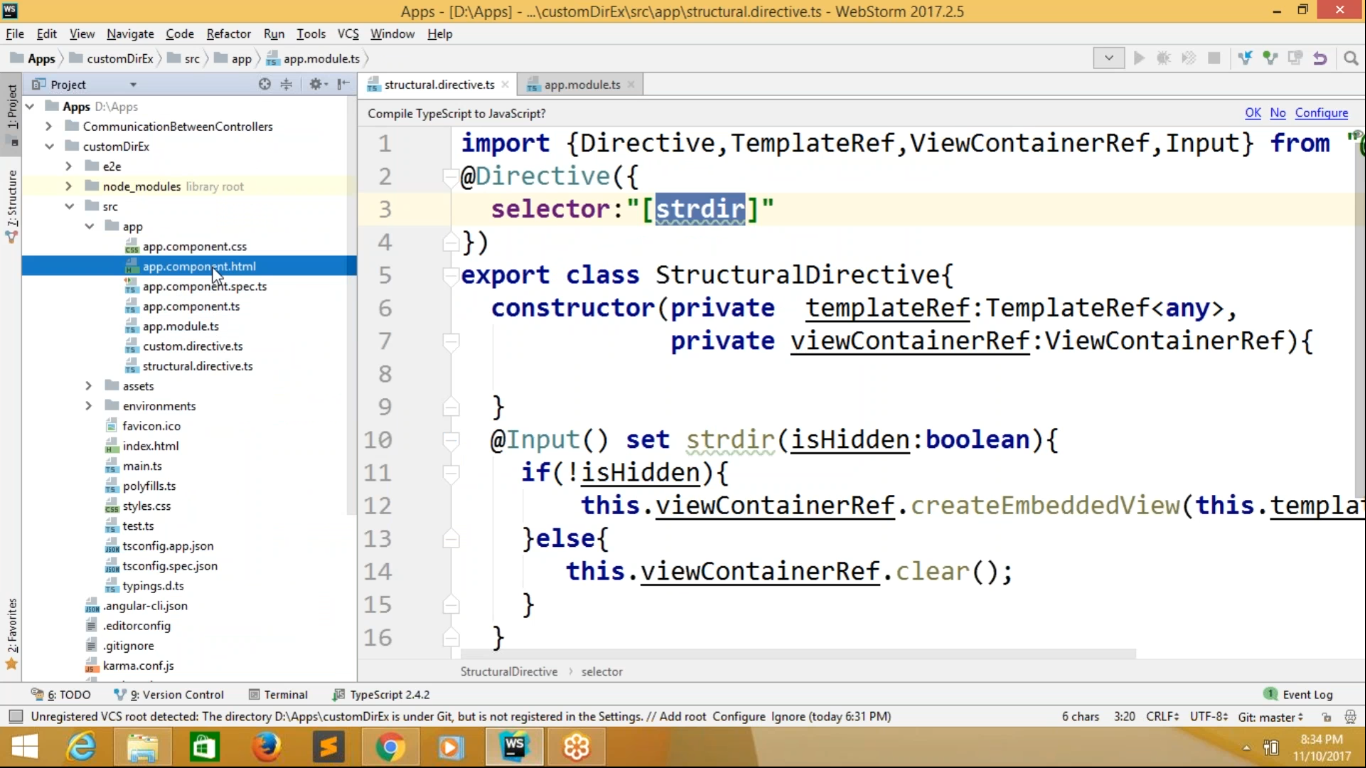 WS
Apps - [D:\Apps] - ...\customDirEx\src\app\structural.directive.ts - WebStorm 2017.2.5
File Edit View Navigate Code Refactor Run Tools VCS Window Help
Apps customDirEx src app app.module.ts
Project
structural.directive.ts app.module.ts
Compile TypeScript to JavaScript? OK No Configure
1: Project
7: Structure
2: Favorites
Apps D:\Apps
CommunicationBetweenControllers
customDirEx
e2e
node_modules library root
src
app
app.component.css
app.component.html
app.component.spec.ts
app.component.ts
app.module.ts
custom.directive.ts
structural.directive.ts
assets
environments
favicon.ico
index.html
main.ts
polyfills.ts
styles.css
test.ts
tsconfig.app.json
tsconfig.spec.json
typings.d.ts
.angular-cli.json
.editorconfig
.gitignore
karma.conf.js
1 import {Directive,TemplateRef,ViewContainerRef,Input} from "
2 @Directive({
3 selector:"[strdir]"
4 })
5 export class StructuralDirective{
6 constructor(private templateRef:TemplateRef<any>,
7 private viewContainerRef:ViewContainerRef){
8
9 }
10 @Input() set strdir(isHidden:boolean){
11 if(!isHidden){
12 this.viewContainerRef.createEmbeddedView(this.templat
13 }else{
14 this.viewContainerRef.clear();
15 }
16 }
StructuralDirective selector
6: TODO 9: Version Control Terminal TypeScript 2.4.2 1 Event Log
Unregistered VCS root detected: The directory D:\Apps\customDirEx is under Git, but is not registered in the Settings. // Add root Configure Ignore (today 6:31 PM) 6 chars 3:20 CRLF UTF-8 Git: master
WS
8:34 PM
11/10/2017